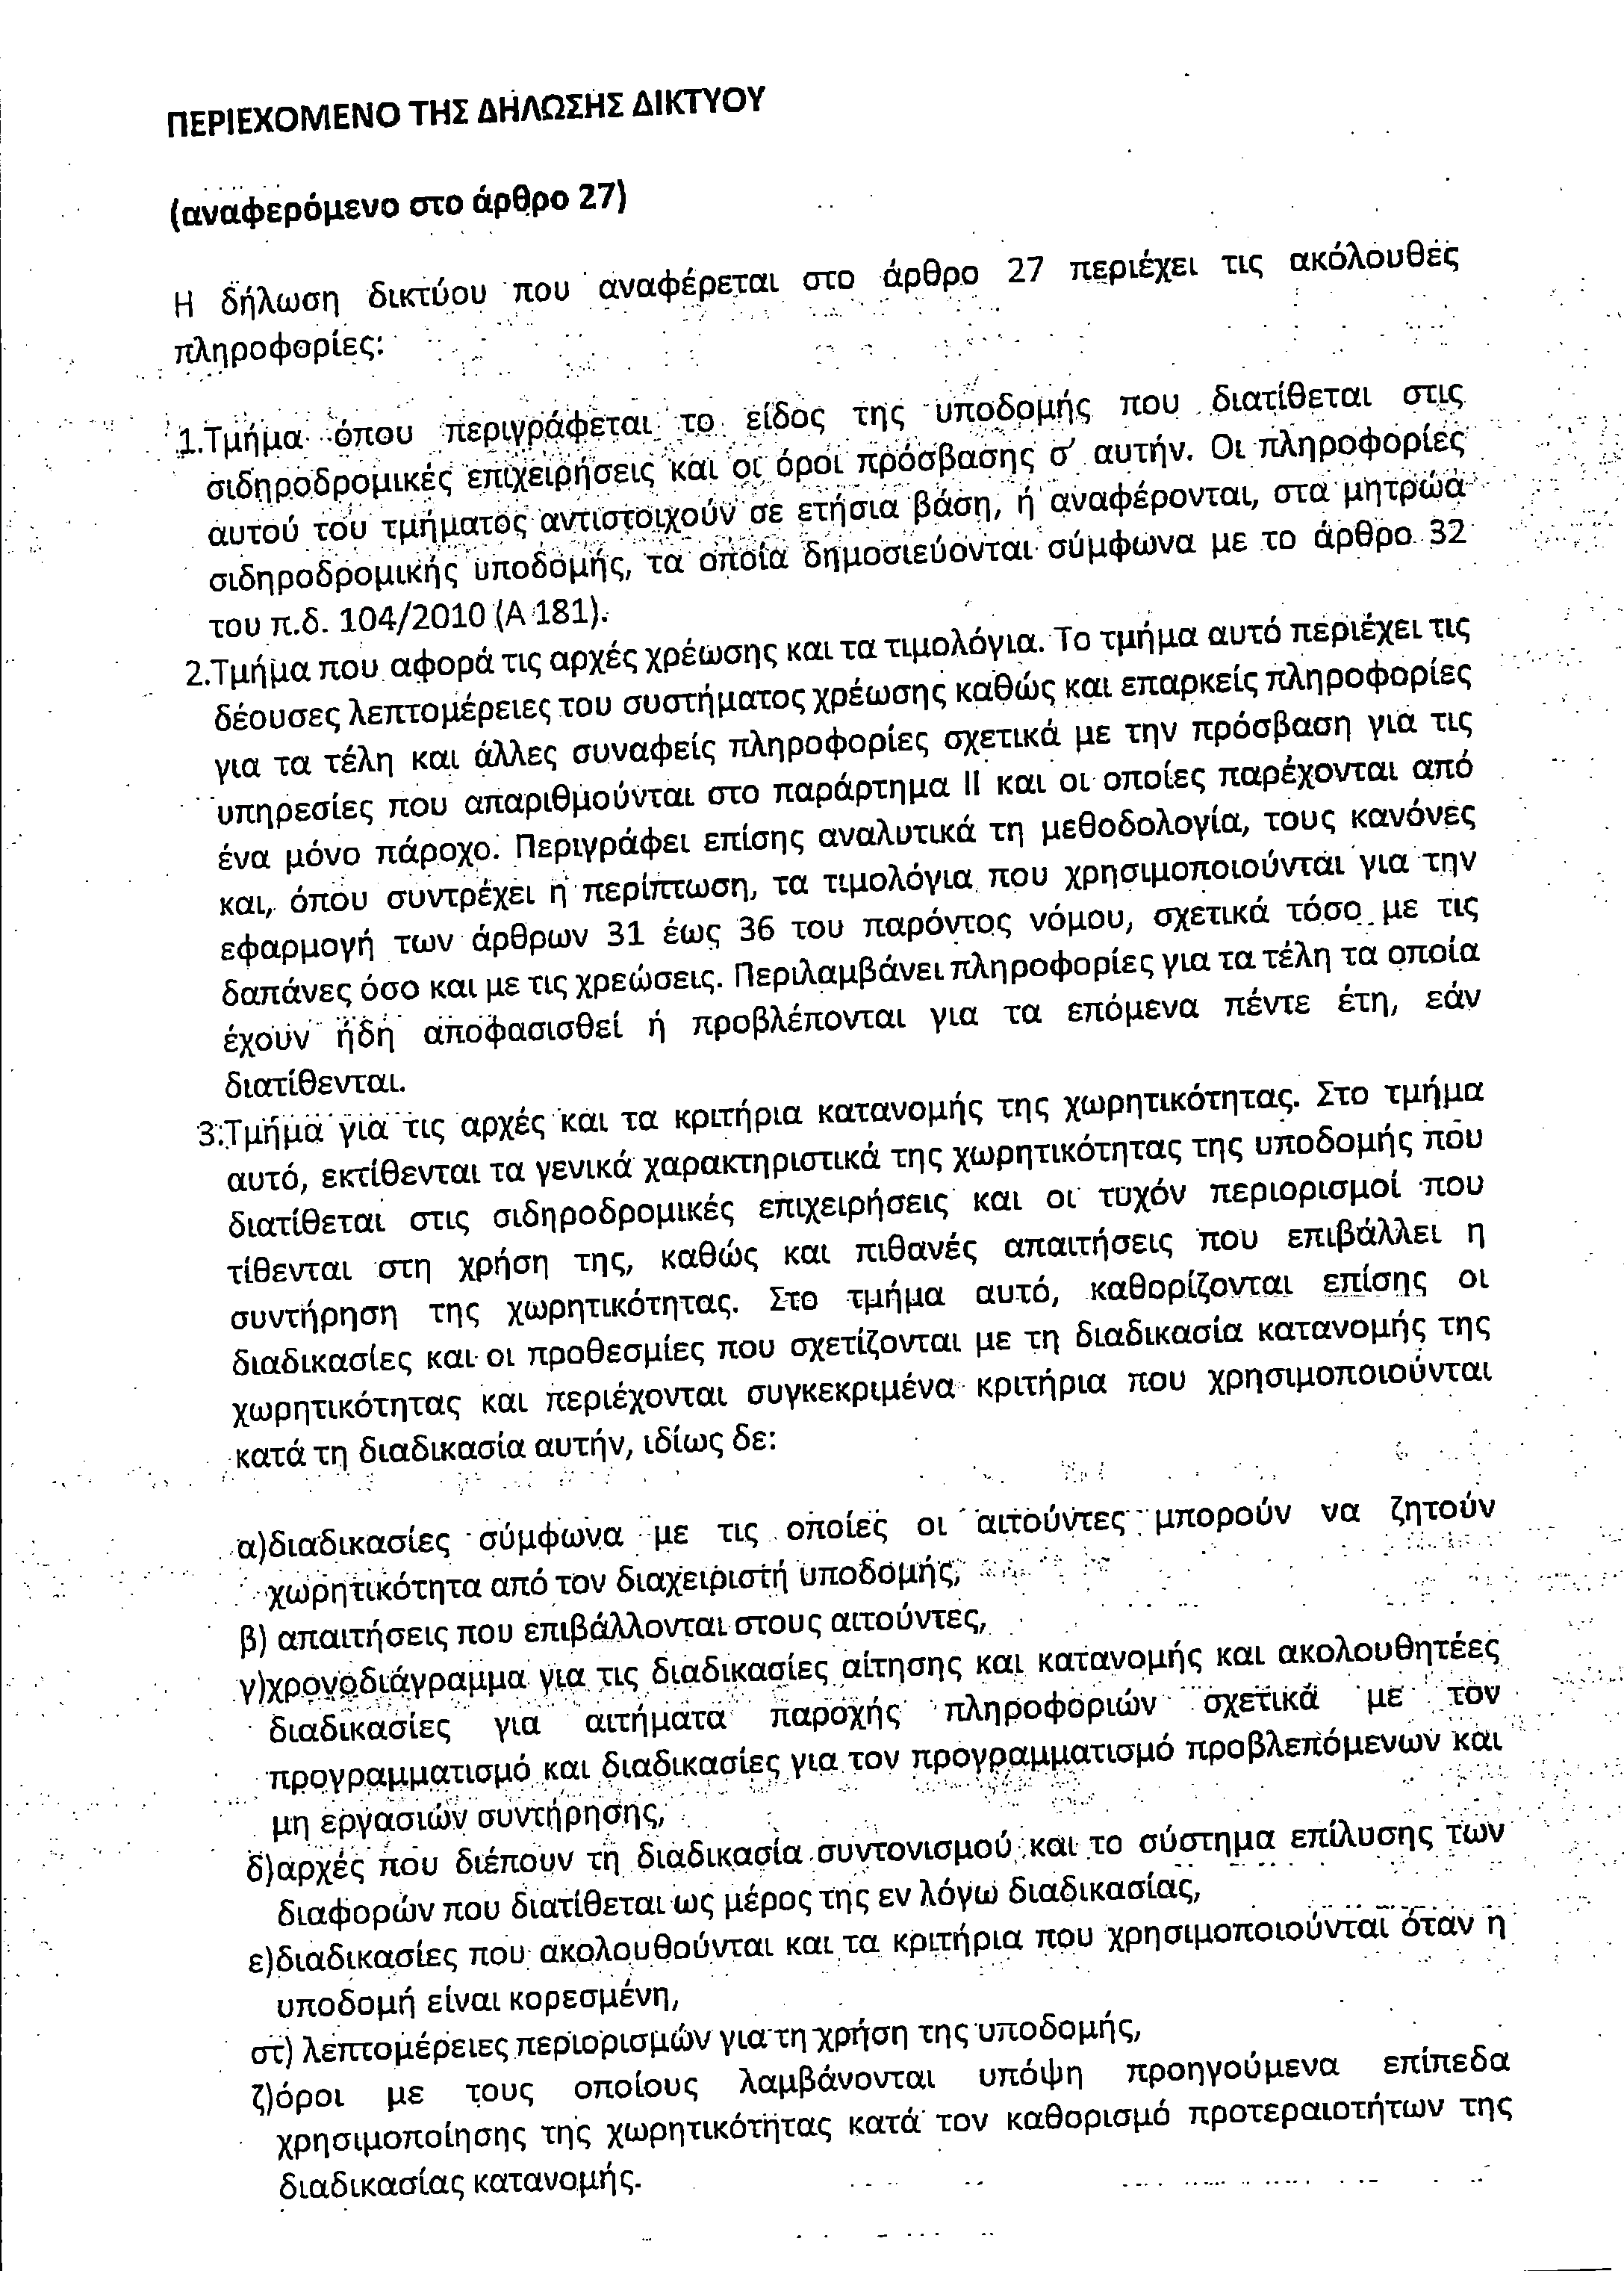 ΠΕΡΙΕΧΟΜΕΝΟ ΤΗΣ ΔΗΛΩΣΗΣ ΔΙΚΤΥΟΥ
(αναφερόμενο στο άρθρο 27)
Η δήλωση δικτύου που αναφέρεται στο άρθρο 27 περιέχει τις ακόλουθες
πληροφορίες:
1.Τμήμα όπου περιγράφεται το είδος της υποδομής που διατίθεται στις
σιδηροδρομικές επιχειρήσεις και οι όροι πρόσβασης σ’ αυτήν. Οι πληροφορίες
αυτού του τμήματος αντιστοιχούν σε ετήσια βάση, ή αναφέρονται, στα μητρώα
σιδηροδρομικής υποδομής, τα οποία δημοσιεύονται σύμφωνα με το άρθρο 32
του π.δ. 104/2010 (Α 181).
2.Τμήμα που αφορά τις αρχές χρέωσης και τα τιμολόγια. Το τμήμα αυτό περιέχει τις
δέουσες λεπτομέρειες του συστήματος χρέωσης καθώς και επαρκείς πληροφορίες
για τα τέλη και άλλες συναφείς πληροφορίες σχετικά με την πρόσβαση για τις
υπηρεσίες που απαριθμούνται στο παράρτημα ΙΙ και οι οποίες παρέχονται από
ένα μόνο πάροχο. Περιγράφει επίσης αναλυτικά τη μεθοδολογία, τους κανόνες
και, όπου συντρέχει η περίπτωση, τα τιμολόγια που χρησιμοποιούνται για την
εφαρμογή των άρθρων 31 έως 36 του παρόντος νόμου, σχετικά τόσο με τις
δαπάνες όσο και με τις χρεώσεις. Περιλαμβάνει πληροφορίες για τα τέλη τα οποία
έχουν ήδη αποφασισθεί ή προβλέπονται για τα επόμενα πέντε έτη, εάν
διατίθενται.
3.Τμήμα για τις αρχές και τα κριτήρια κατανομής της χωρητικότητας. Στο τμήμα
αυτό, εκτίθενται τα γενικά χαρακτηριστικά της χωρητικότητας της υποδομής που
διατίθεται στις σιδηροδρομικές επιχειρήσεις και οι τυχόν περιορισμοί που
τίθενται στη χρήση της, καθώς και πιθανές απαιτήσεις που επιβάλλει η
συντήρηση της χωρητικότητας. Στο τμήμα αυτό, καθορίζονται επίσης οι
διαδικασίες και οι προθεσμίες που σχετίζονται με τη διαδικασία κατανομής της
χωρητικότητας και περιέχονται συγκεκριμένα κριτήρια που χρησιμοποιούνται
κατά τη διαδικασία αυτήν, ιδίως δε:
α)διαδικασίες σύμφωνα με τις οποίες οι αιτούντες μπορούν να ζητούν
χωρητικότητα από τον διαχειριστή υποδομής,
β) απαιτήσεις που επιβάλλονται στους αιτούντες,
γ)χρονοδιάγραμμα για τις διαδικασίες αίτησης και κατανομής και ακολουθητέες
διαδικασίες για αιτήματα παροχής πληροφοριών σχετικά με τον
προγραμματισμό και διαδικασίες για τον προγραμματισμό προβλεπόμενων και
μη εργασιών συντήρησης,
δ)αρχές που διέπουν τη διαδικασία συντονισμού και το σύστημα επίλυσης των
διαφορών που διατίθεται ως μέρος της εν λόγω διαδικασίας,
ε)διαδικασίες που ακολουθούνται και τα κριτήρια που χρησιμοποιούνται όταν η
υποδομή είναι κορεσμένη,
στ) λεπτομέρειες περιορισμών για τη χρήση της υποδομής,
ζ)όροι με τους οποίους λαμβάνονται υπόψη προηγούμενα επίπεδα
χρησιμοποίησης της χωρητικότητας κατά τον καθορισμό προτεραιοτήτων της
διαδικασίας κατανομής.